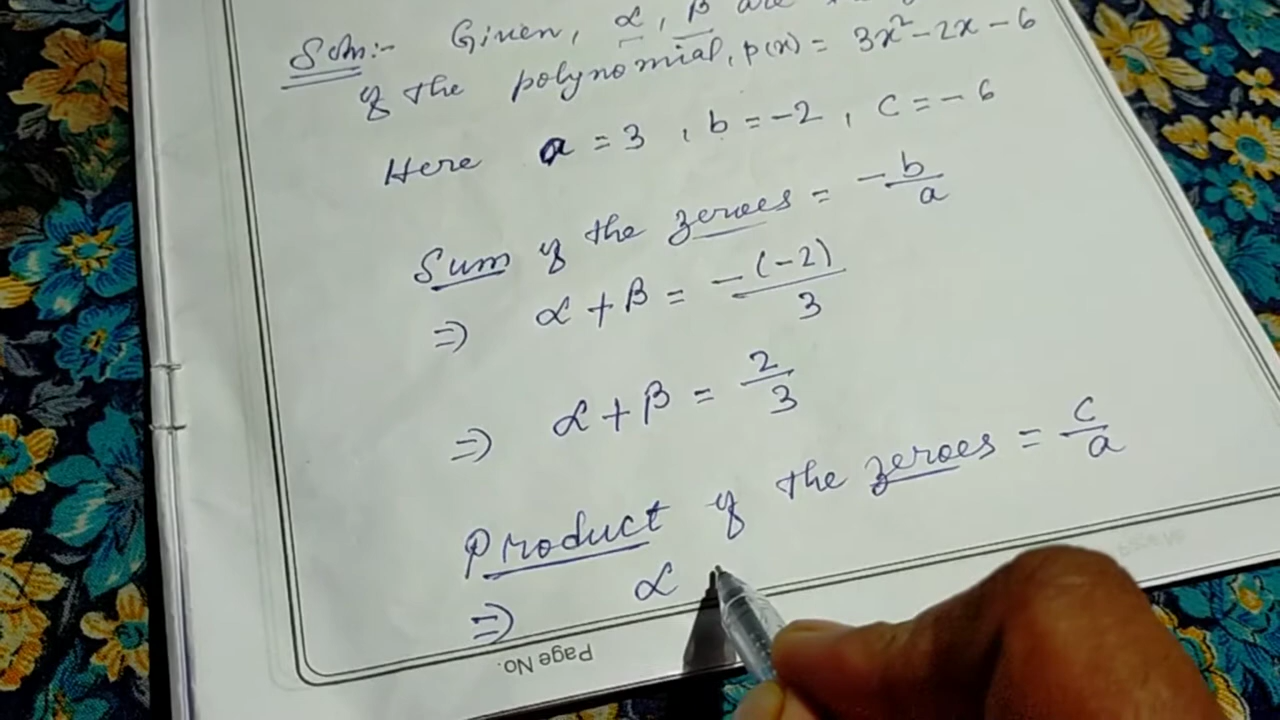 Soln:- Given, α, β are
of the polynomial, p(x) = 3x² - 2x - 6
Here a = 3, b = -2, c = -6
Sum of the zeroes = -b/a
⇒ α + β = -(-2)/3
⇒ α + β = 2/3
Product of the zeroes = c/a
⇒ α
Page No.